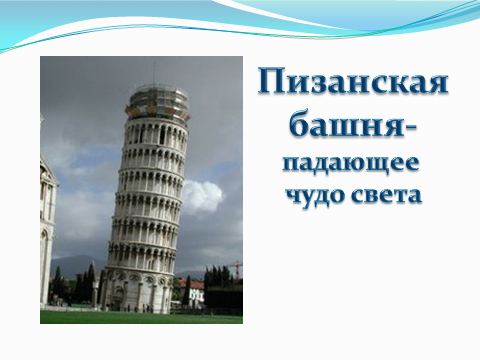 Пизанская
башня-
падающее
чудо света